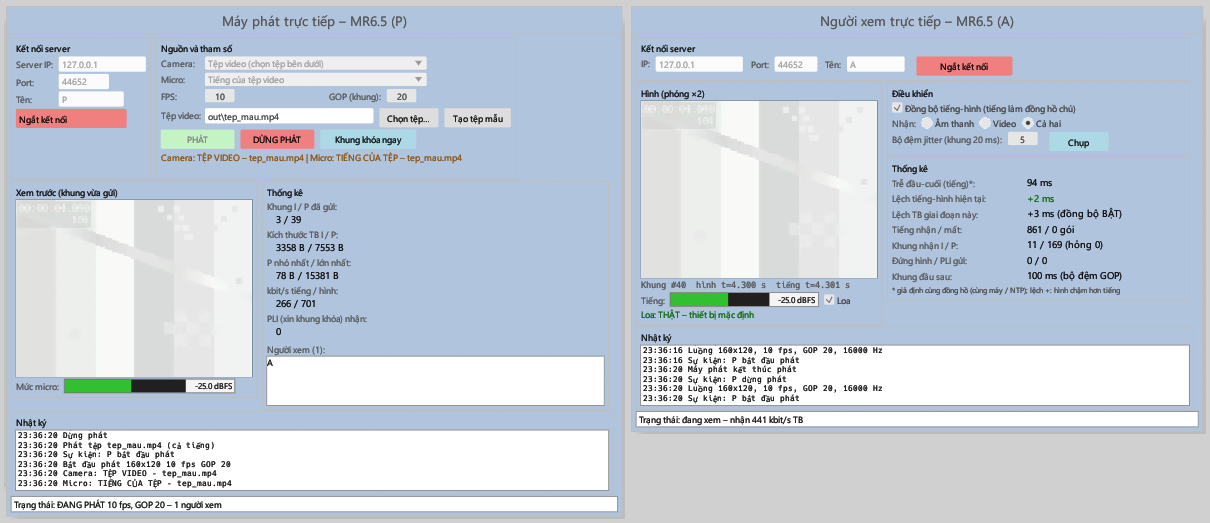 Máy phát trực tiếp – MR6.5 (P)
Kết nối server
Server IP: 127.0.0.1
Port: 44652
Tên: P
Ngắt kết nối
Nguồn và tham số
Camera: Tệp video (chọn tệp bên dưới)
Micro: Tiếng của tệp video
FPS: 10 GOP (khung): 20
Tệp video: out\tep_mau.mp4 Chọn tệp... Tạo tệp mẫu
PHÁT DỪNG PHÁT Khung khóa ngay
Camera: TỆP VIDEO – tep_mau.mp4 | Micro: TIẾNG CỦA TỆP – tep_mau.mp4
Xem trước (khung vừa gửi)
Mức micro: -25.0 dBFS
Thống kê
Khung I / P đã gửi:
3 / 39
Kích thước TB I / P:
3358 B / 7553 B
P nhỏ nhất / lớn nhất:
78 B / 15381 B
kbit/s tiếng / hình:
266 / 701
PLI (xin khung khóa) nhận:
0
Người xem (1):
A
Nhật ký
23:36:20 Dừng phát
23:36:20 Phát tệp tep_mau.mp4 (cả tiếng)
23:36:20 Sự kiện: P bắt đầu phát
23:36:20 Bắt đầu phát 160x120 10 fps GOP 20
23:36:20 Camera: TỆP VIDEO - tep_mau.mp4
23:36:20 Micro: TIẾNG CỦA TỆP - tep_mau.mp4
Trạng thái: ĐANG PHÁT 10 fps, GOP 20 – 1 người xem
Người xem trực tiếp – MR6.5 (A)
Kết nối server
IP: 127.0.0.1 Port: 44652 Tên: A Ngắt kết nối
Hình (phóng ×2)
Khung #40 hình t=4.300 s tiếng t=4.301 s
Tiếng: -25.0 dBFS Loa
Loa: THẬT – thiết bị mặc định
Điều khiển
Đồng bộ tiếng-hình (tiếng làm đồng hồ chủ)
Nhận: Âm thanh Video Cả hai
Bộ đệm jitter (khung 20 ms): 5 Chụp
Thống kê
Trễ đầu-cuối (tiếng)*: 94 ms
Lệch tiếng-hình hiện tại: +2 ms
Lệch TB giai đoạn này: +3 ms (đồng bộ BẬT)
Tiếng nhận / mất: 861 / 0 gói
Khung nhận I / P: 11 / 169 (hỏng 0)
Đứng hình / PLI gửi: 0 / 0
Khung đầu sau: 100 ms (bộ đệm GOP)
* giả định cùng đồng hồ (cùng máy / NTP); lệch +: hình chậm hơn tiếng
Nhật ký
23:36:16 Luồng 160x120, 10 fps, GOP 20, 16000 Hz
23:36:16 Sự kiện: P bắt đầu phát
23:36:20 Máy phát kết thúc phát
23:36:20 Sự kiện: P dừng phát
23:36:20 Luồng 160x120, 10 fps, GOP 20, 16000 Hz
23:36:20 Sự kiện: P bắt đầu phát
Trạng thái: đang xem – nhận 441 kbit/s TB